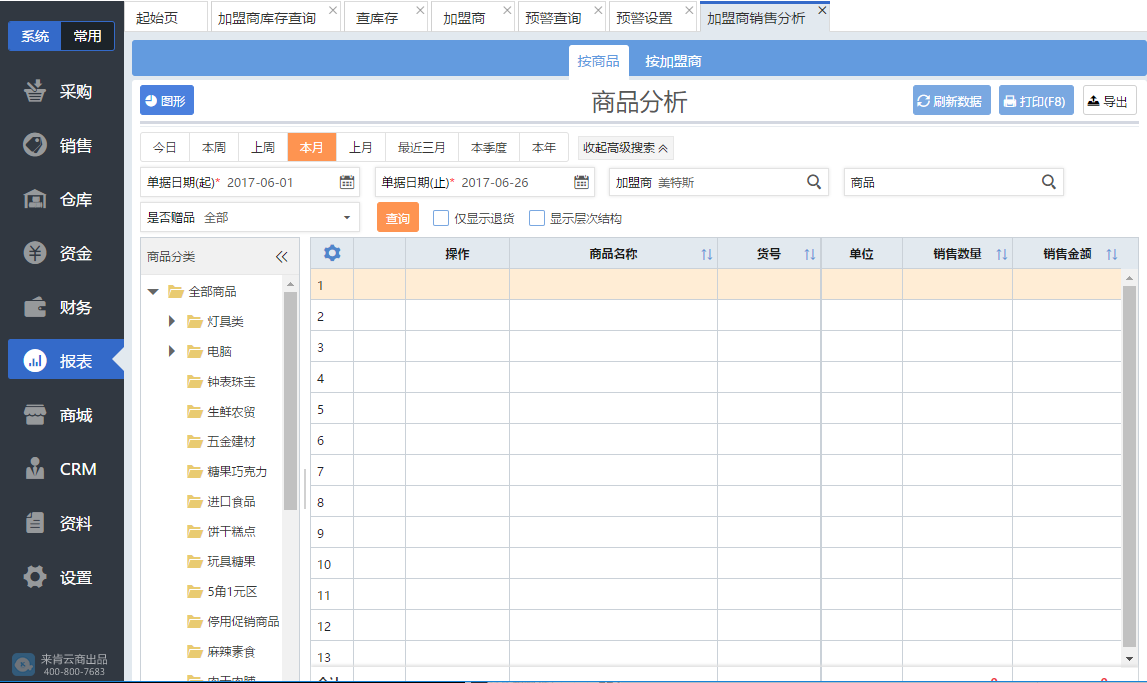 系统 常用
起始页 加盟商库存查询 查库存 加盟商 预警查询 预警设置 加盟商销售分析
按商品 按加盟商
图形 商品分析 刷新数据 打印(F8) 导出
今日 本周 上周 本月 上月 最近三月 本季度 本年 收起高级搜索
单据日期(起)* 2017-06-01 单据日期(止)* 2017-06-26 加盟商 美特斯 商品
是否赠品 全部 查询 仅显示退货 显示层次结构
采购
销售
仓库
资金
财务
报表
商城
CRM
资料
设置
来肯云商出品
400-800-7683
商品分类
全部商品
灯具类
电脑
钟表珠宝
生鲜农贸
五金建材
糖果巧克力
进口食品
饼干糕点
玩具糖果
5角1元区
停用促销商品
麻辣素食
操作 商品名称 货号 单位 销售数量 销售金额
1
2
3
4
5
6
7
8
9
10
11
12
13